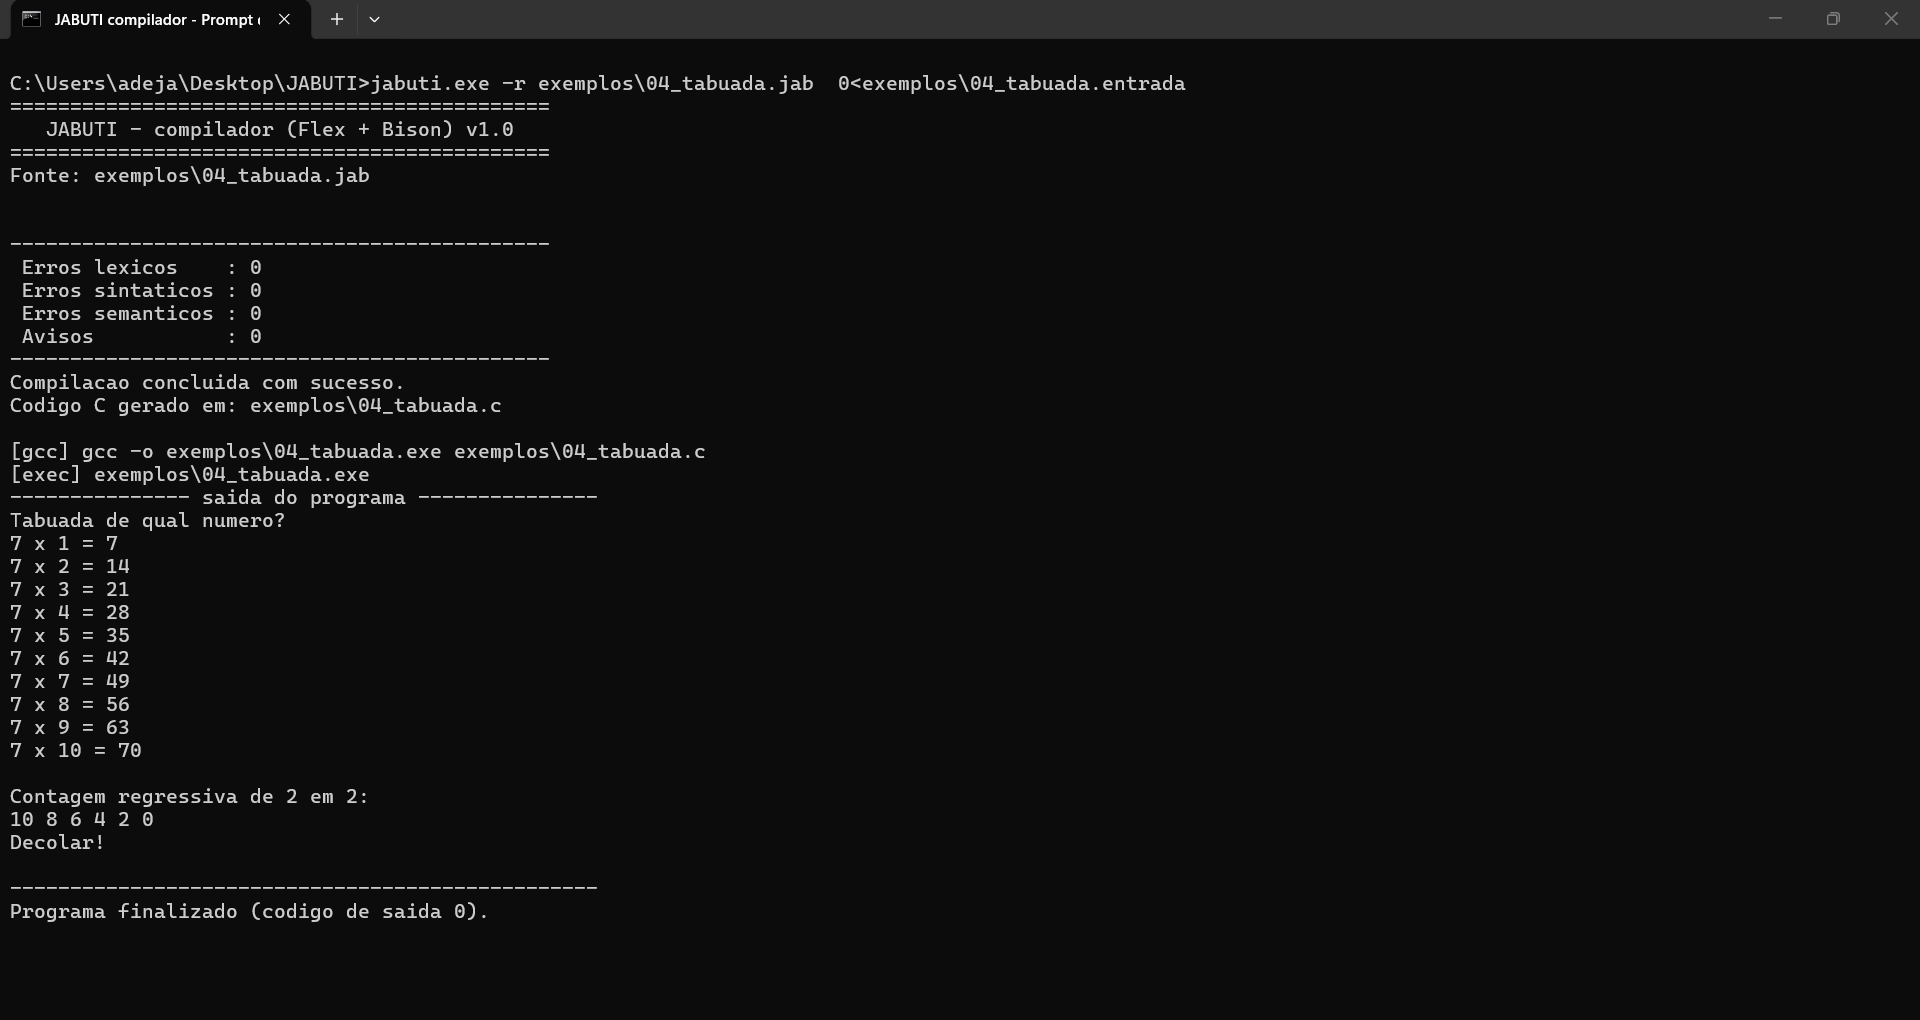 JABUTI compilador - Prompt
C:\Users\adeja\Desktop\JABUTI>jabuti.exe -r exemplos\04_tabuada.jab  0<exemplos\04_tabuada.entrada
=============================================
   JABUTI - compilador (Flex + Bison) v1.0
=============================================
Fonte: exemplos\04_tabuada.jab
---------------------------------------------
 Erros lexicos    : 0
 Erros sintaticos : 0
 Erros semanticos : 0
 Avisos           : 0
---------------------------------------------
Compilacao concluida com sucesso.
Codigo C gerado em: exemplos\04_tabuada.c
[gcc] gcc -o exemplos\04_tabuada.exe exemplos\04_tabuada.c
[exec] exemplos\04_tabuada.exe
--------------- saida do programa ---------------
Tabuada de qual numero?
7 x 1 = 7
7 x 2 = 14
7 x 3 = 21
7 x 4 = 28
7 x 5 = 35
7 x 6 = 42
7 x 7 = 49
7 x 8 = 56
7 x 9 = 63
7 x 10 = 70
Contagem regressiva de 2 em 2:
10 8 6 4 2 0
Decolar!
-------------------------------------------------
Programa finalizado (codigo de saida 0).